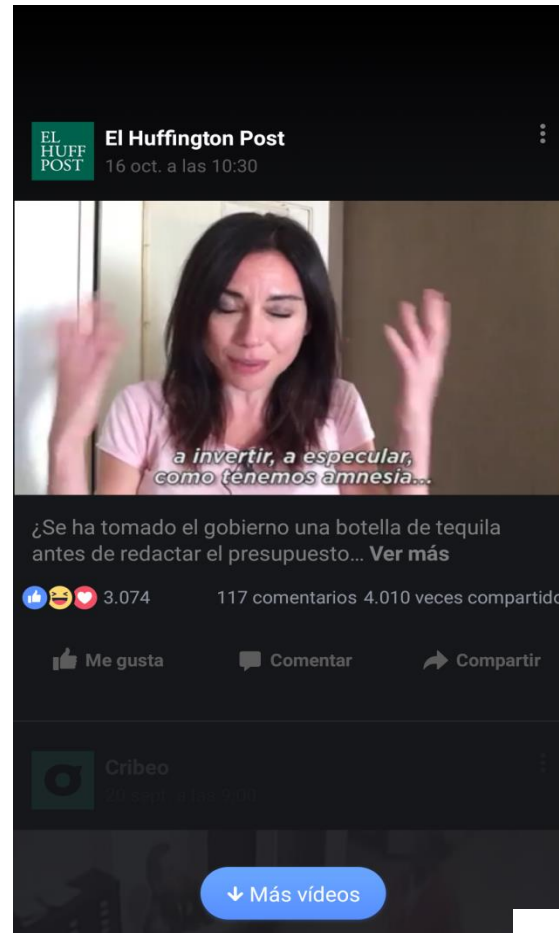 EL
HUFF
POST
El Huffington Post
16 oct. a las 10:30
a invertir, a especular,
como tenemos amnesia...
¿Se ha tomado el gobierno una botella de tequila
antes de redactar el presupuesto... Ver más
3.074
117 comentarios 4.010 veces compartido
Me gusta
Comentar
Compartir
Cribeo
Más vídeos